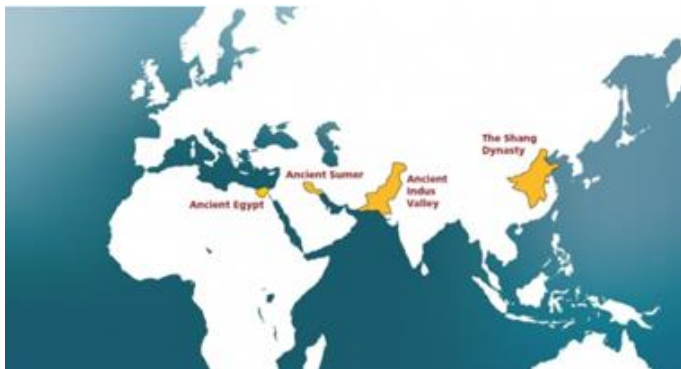 The Shang
Dynasty
Ancient Sumer
Ancient
Indus
Valley
Ancient Egypt